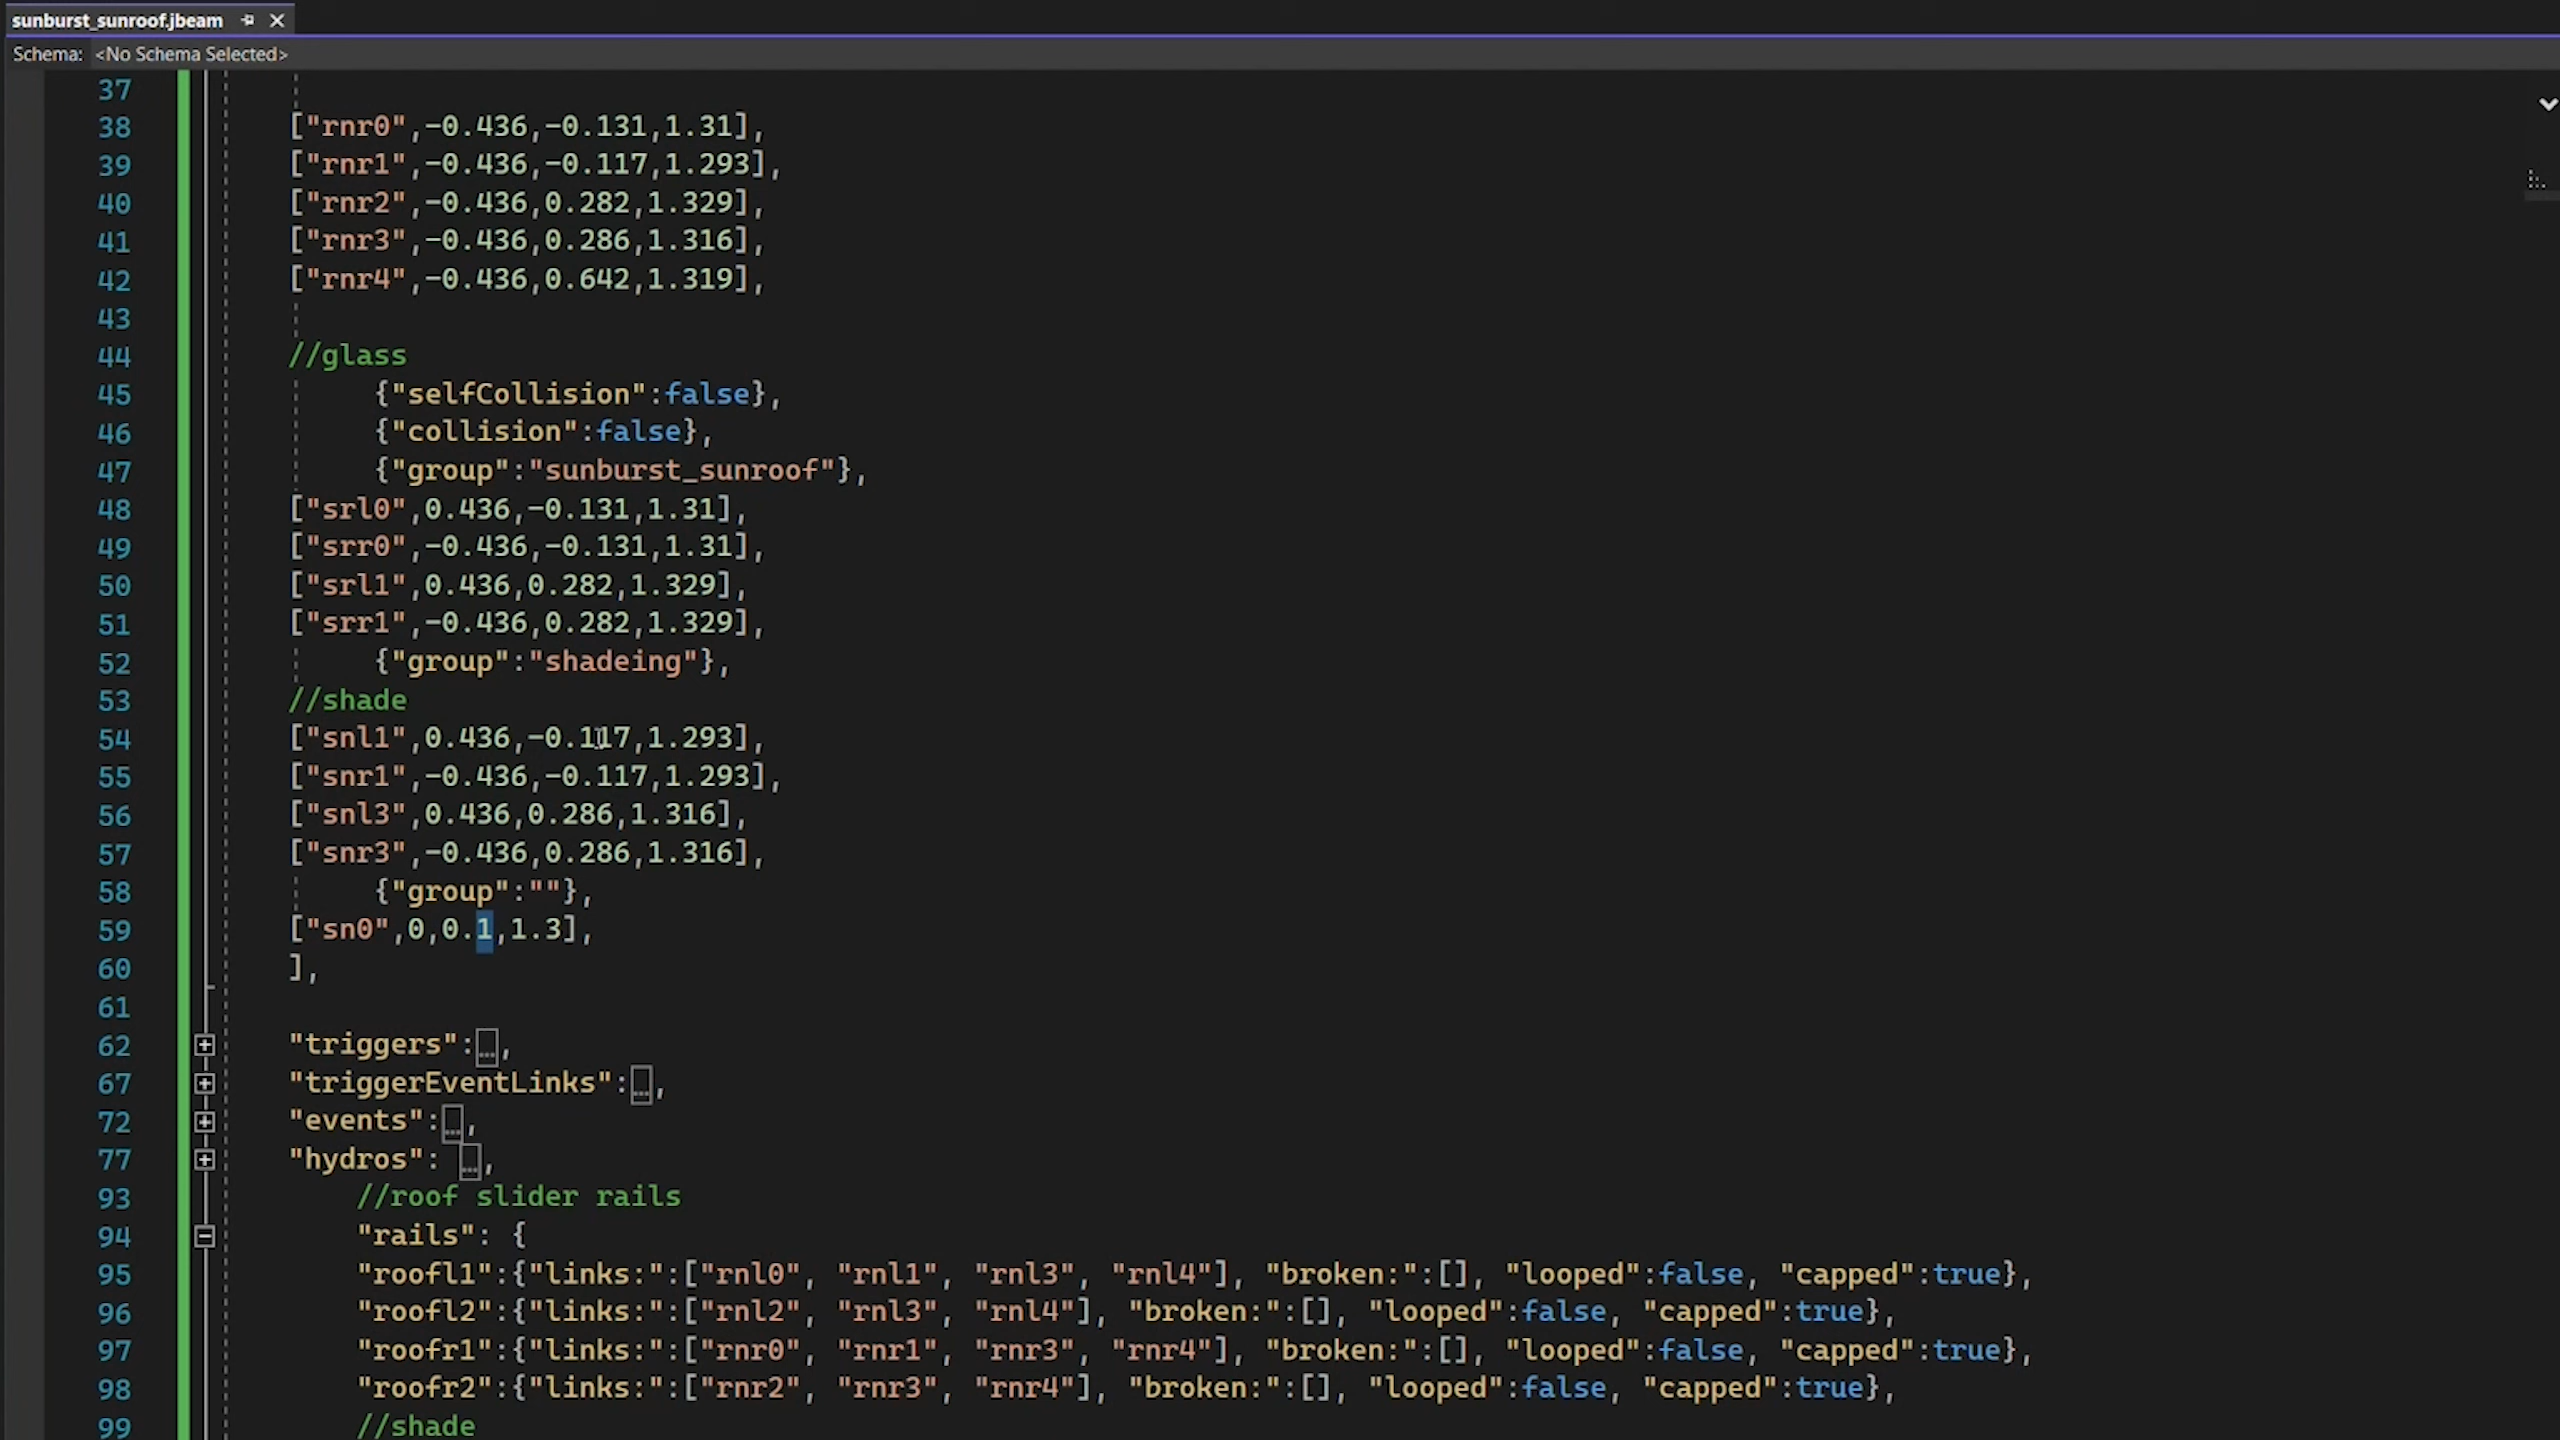 sunburst_sunroof.jbeam
Schema: <No Schema Selected>
37
38 ["rnr0",-0.436,-0.131,1.31],
39 ["rnr1",-0.436,-0.117,1.293],
40 ["rnr2",-0.436,0.282,1.329],
41 ["rnr3",-0.436,0.286,1.316],
42 ["rnr4",-0.436,0.642,1.319],
43
44 //glass
45 {"selfCollision":false},
46 {"collision":false},
47 {"group":"sunburst_sunroof"},
48 ["srl0",0.436,-0.131,1.31],
49 ["srr0",-0.436,-0.131,1.31],
50 ["srl1",0.436,0.282,1.329],
51 ["srr1",-0.436,0.282,1.329],
52 {"group":"shadeing"},
53 //shade
54 ["snl1",0.436,-0.117,1.293],
55 ["snr1",-0.436,-0.117,1.293],
56 ["snl3",0.436,0.286,1.316],
57 ["snr3",-0.436,0.286,1.316],
58 {"group":""},
59 ["sn0",0,0.1,1.3],
60 ],
61
62 "triggers":...,
67 "triggerEventLinks":...,
72 "events":...,
77 "hydros": ...,
93 //roof slider rails
94 "rails": {
95 "roofl1":{"links:":["rnl0", "rnl1", "rnl3", "rnl4"], "broken:":[], "looped":false, "capped":true},
96 "roofl2":{"links:":["rnl2", "rnl3", "rnl4"], "broken:":[], "looped":false, "capped":true},
97 "roofr1":{"links:":["rnr0", "rnr1", "rnr3", "rnr4"], "broken:":[], "looped":false, "capped":true},
98 "roofr2":{"links:":["rnr2", "rnr3", "rnr4"], "broken:":[], "looped":false, "capped":true},
99 //shade